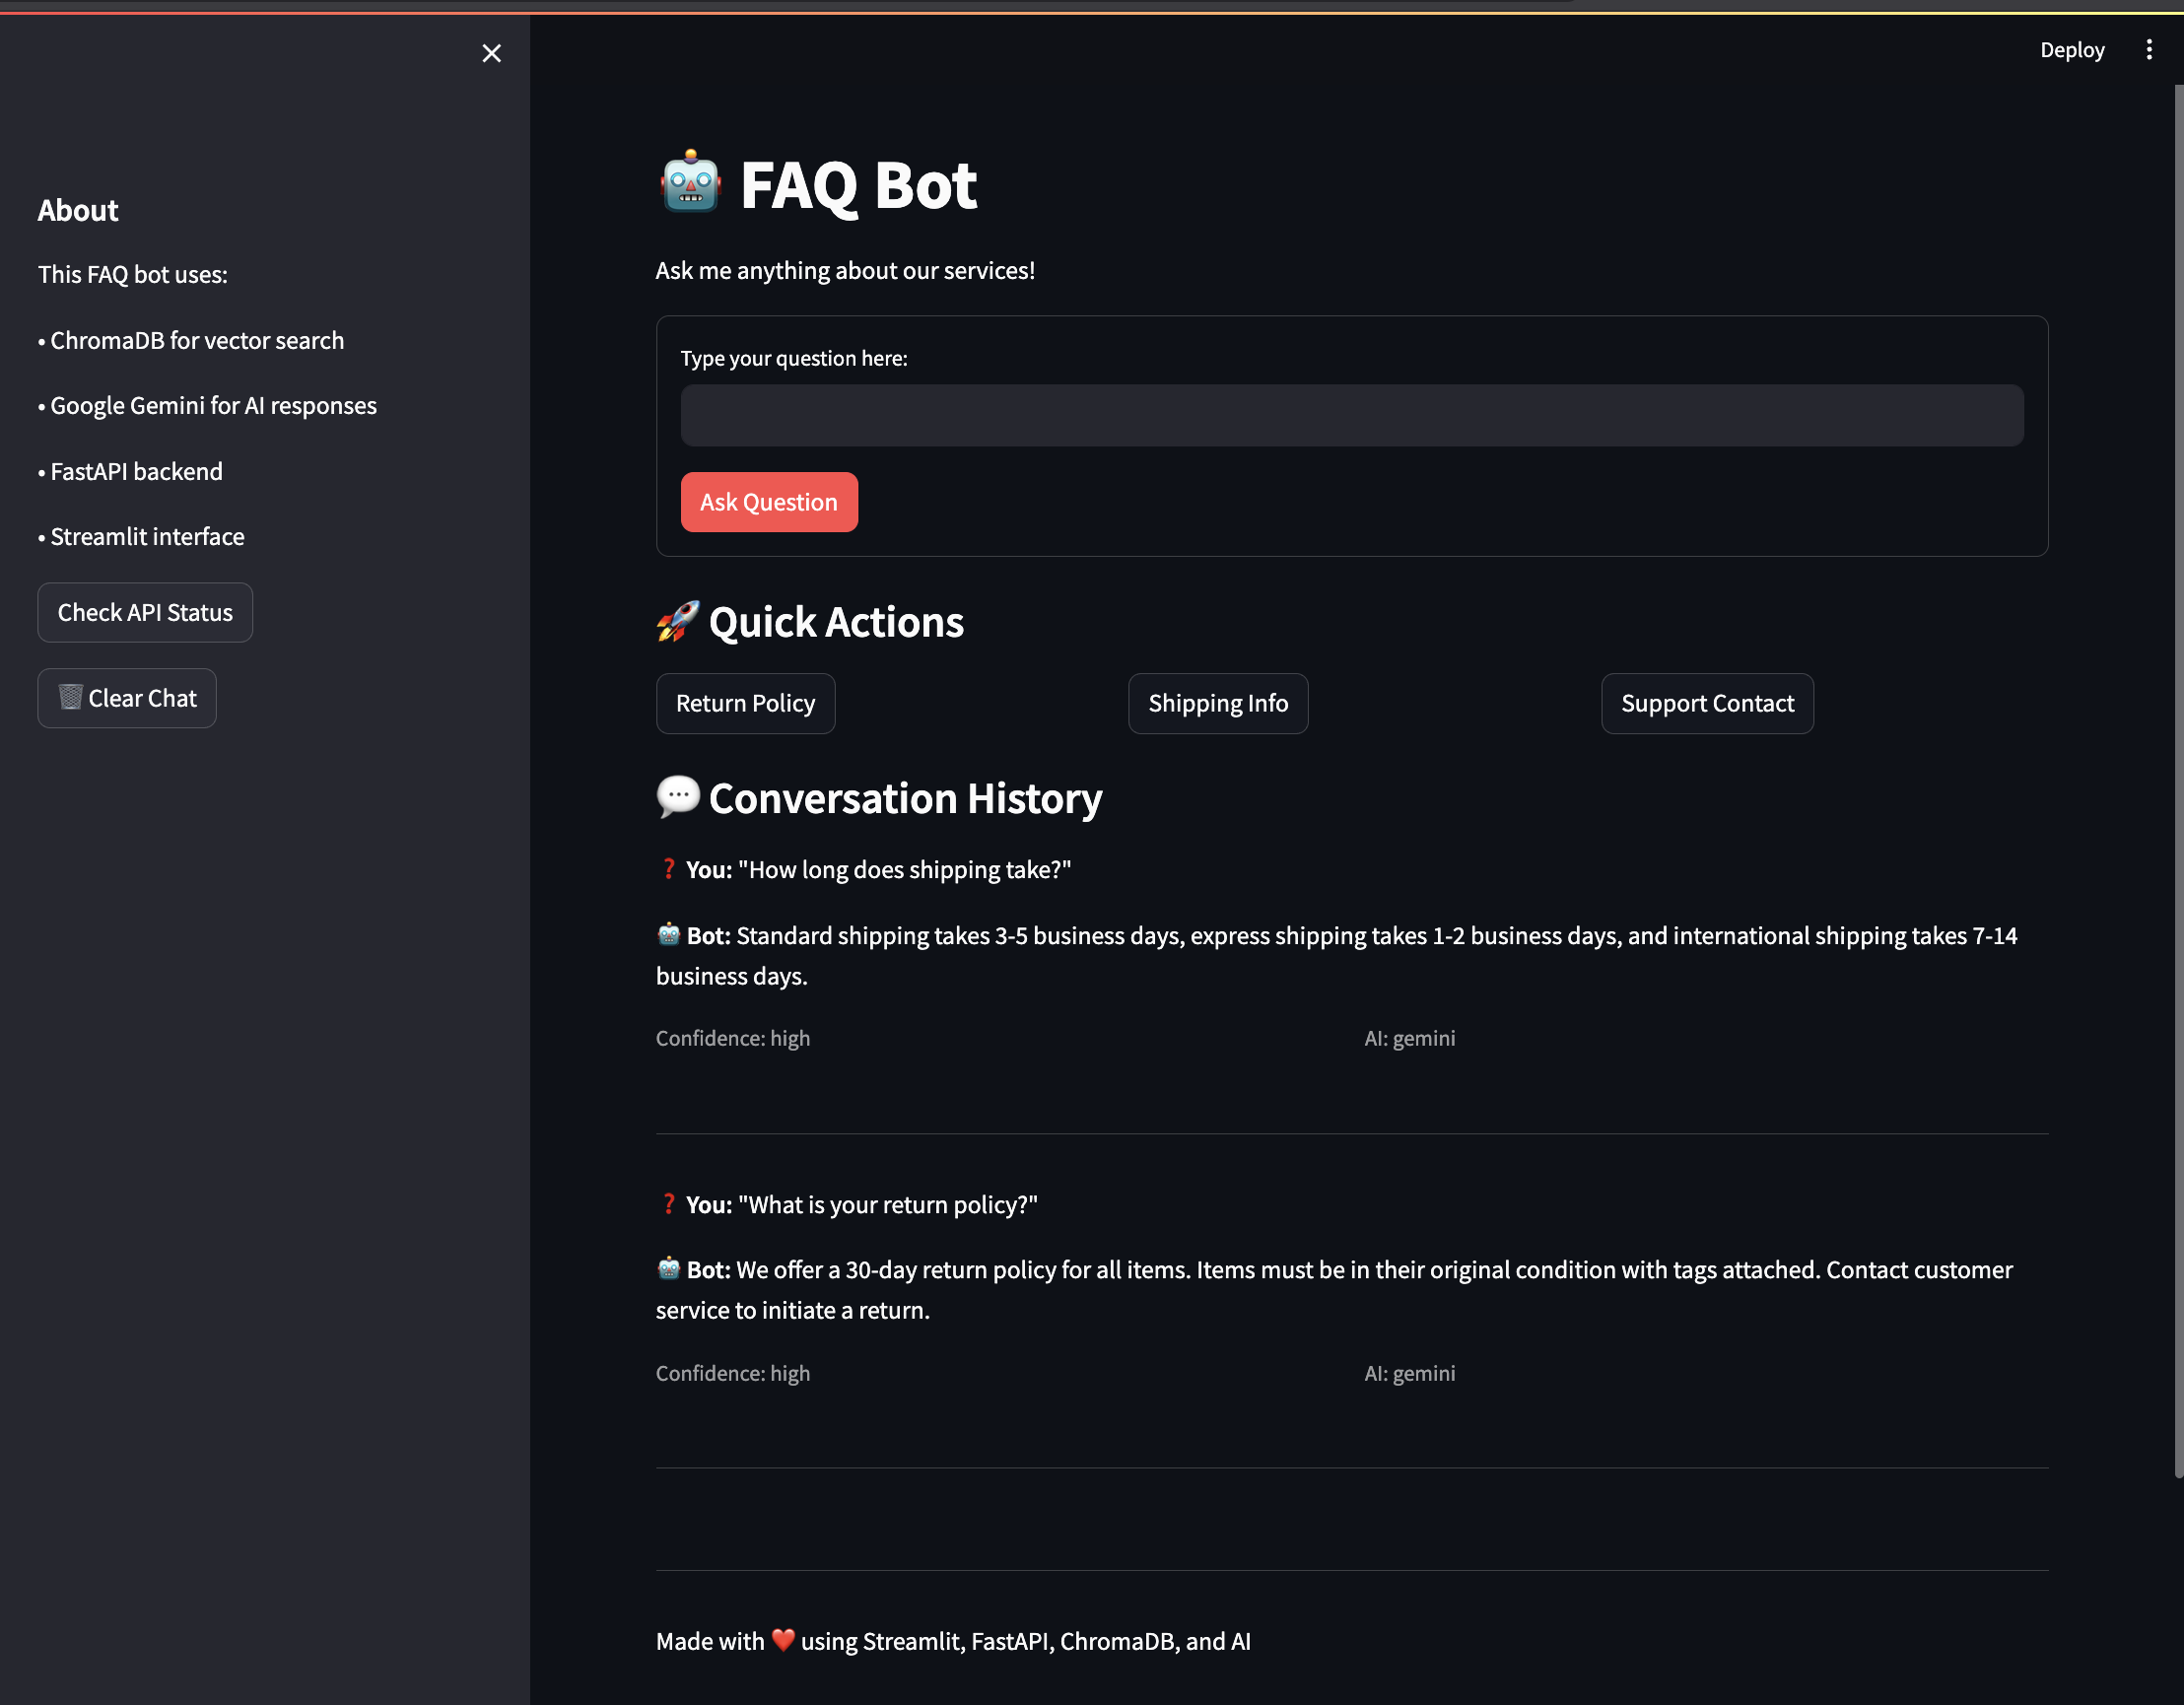 Deploy
About
This FAQ bot uses:
• ChromaDB for vector search
• Google Gemini for AI responses
• FastAPI backend
• Streamlit interface
Check API Status
🗑️ Clear Chat
🤖 FAQ Bot
Ask me anything about our services!
Type your question here:
Ask Question
🚀 Quick Actions
Return Policy
Shipping Info
Support Contact
💬 Conversation History
❓ You: "How long does shipping take?"
🤖 Bot: Standard shipping takes 3-5 business days, express shipping takes 1-2 business days, and international shipping takes 7-14
business days.
Confidence: high
AI: gemini
❓ You: "What is your return policy?"
🤖 Bot: We offer a 30-day return policy for all items. Items must be in their original condition with tags attached. Contact customer
service to initiate a return.
Confidence: high
AI: gemini
Made with ❤️ using Streamlit, FastAPI, ChromaDB, and AI